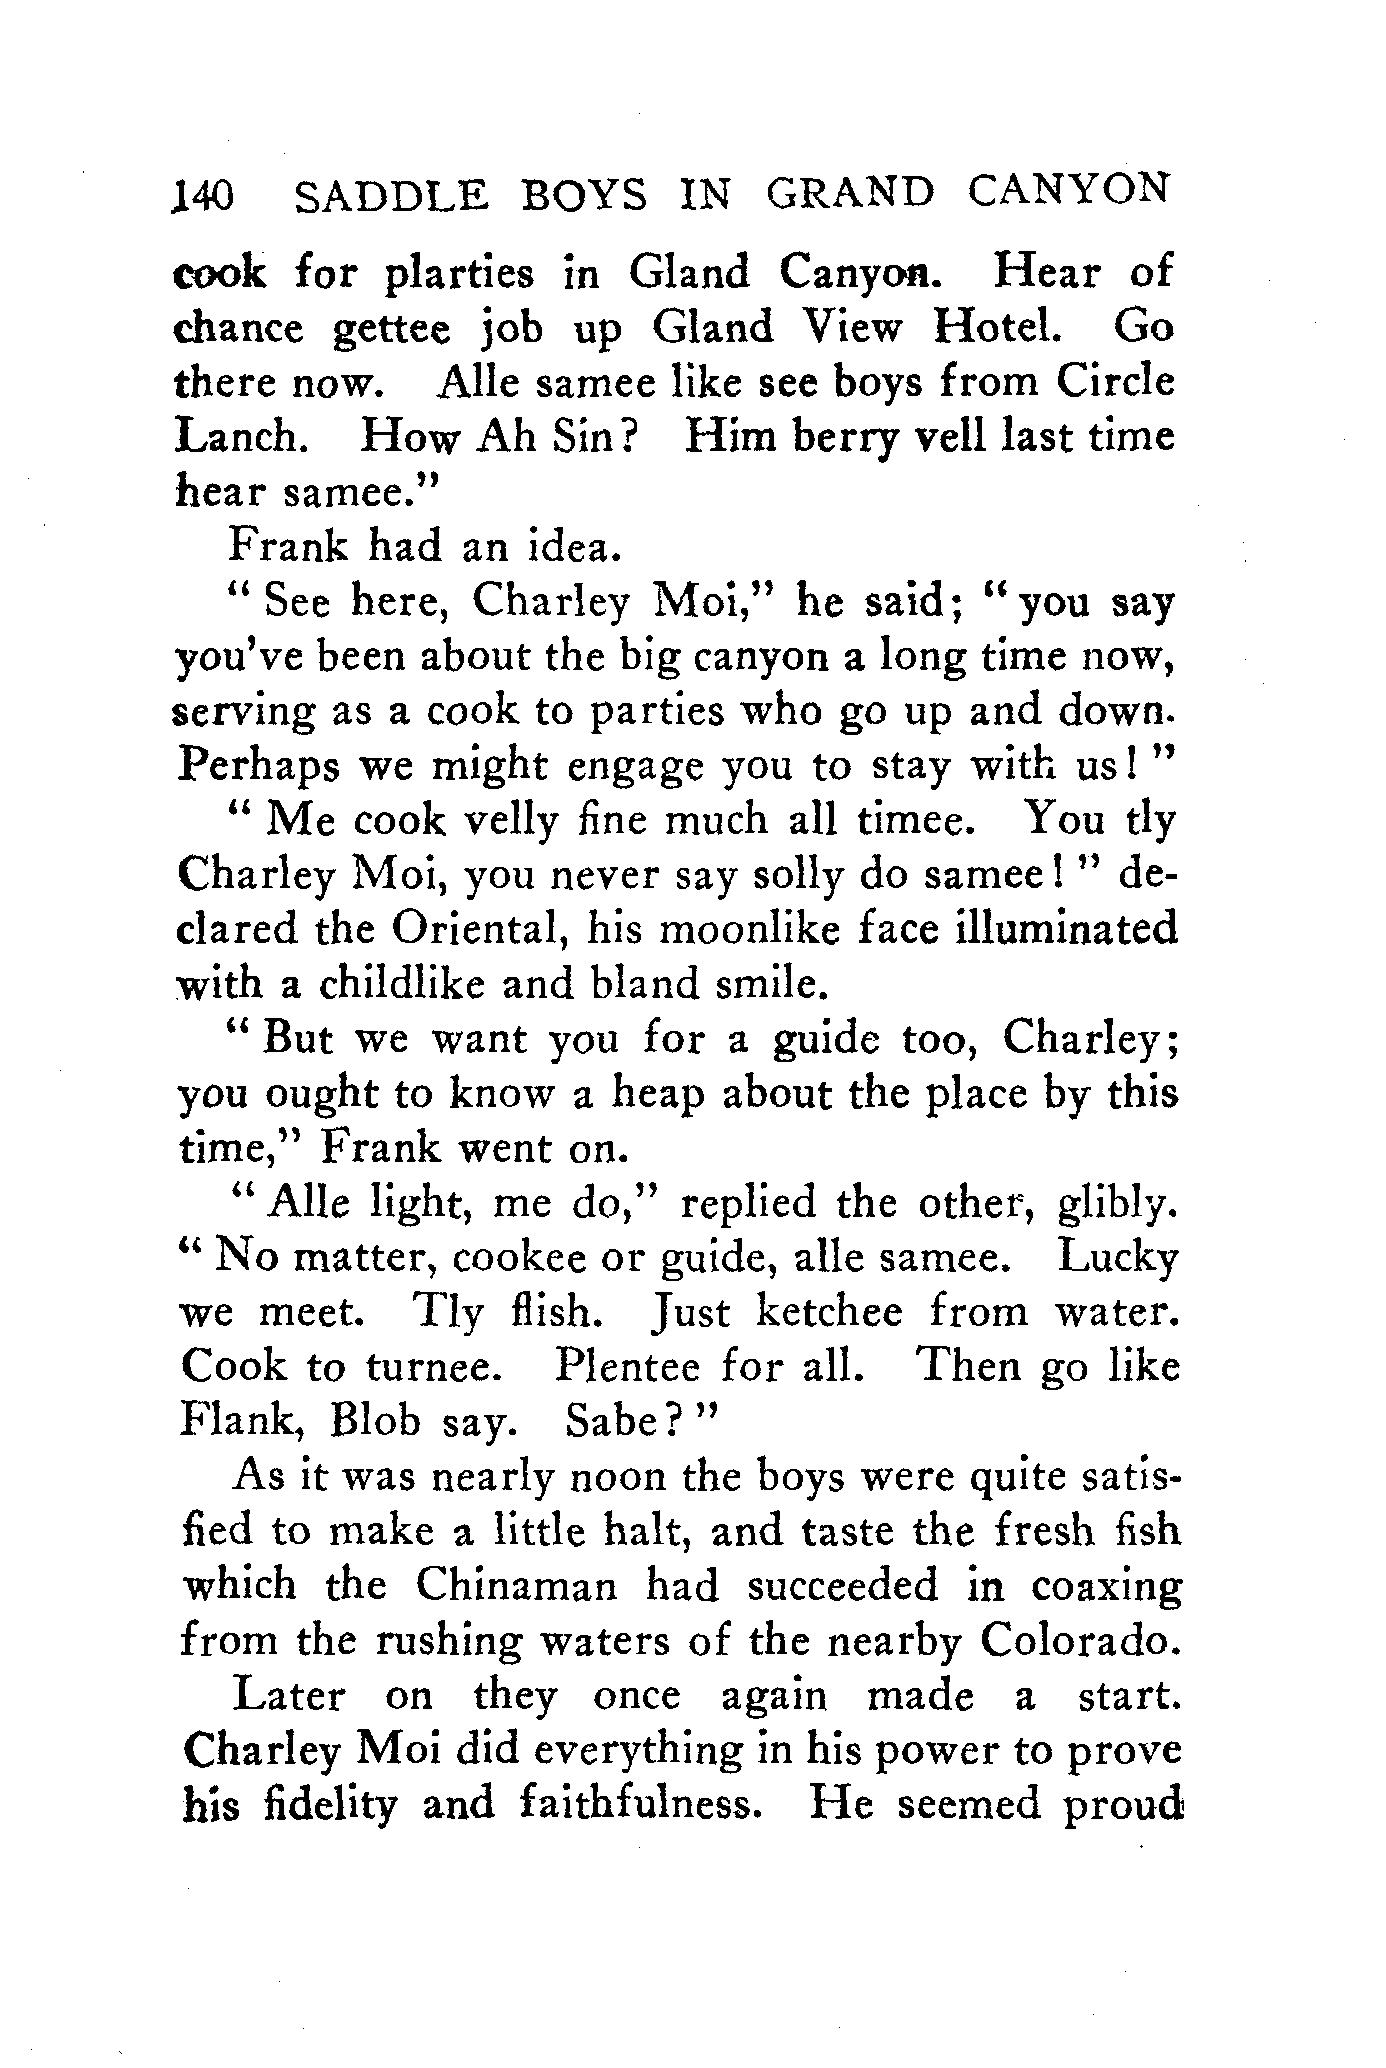 140 SADDLE BOYS IN GRAND CANYON
cook for plarties in Gland Canyon. Hear of
chance gettee job up Gland View Hotel. Go
there now. Alle samee like see boys from Circle
Lanch. How Ah Sin? Him berry vell last time
hear samee."
Frank had an idea.
" See here, Charley Moi," he said; " you say
you've been about the big canyon a long time now,
serving as a cook to parties who go up and down.
Perhaps we might engage you to stay with us! "
" Me cook velly fine much all timee. You tly
Charley Moi, you never say solly do samee! " de-
clared the Oriental, his moonlike face illuminated
with a childlike and bland smile.
" But we want you for a guide too, Charley;
you ought to know a heap about the place by this
time," Frank went on.
" Alle light, me do," replied the other, glibly.
" No matter, cookee or guide, alle samee. Lucky
we meet. Tly flish. Just ketchee from water.
Cook to turnee. Plentee for all. Then go like
Flank, Blob say. Sabe? "
As it was nearly noon the boys were quite satis-
fied to make a little halt, and taste the fresh fish
which the Chinaman had succeeded in coaxing
from the rushing waters of the nearby Colorado.
Later on they once again made a start.
Charley Moi did everything in his power to prove
his fidelity and faithfulness. He seemed proud